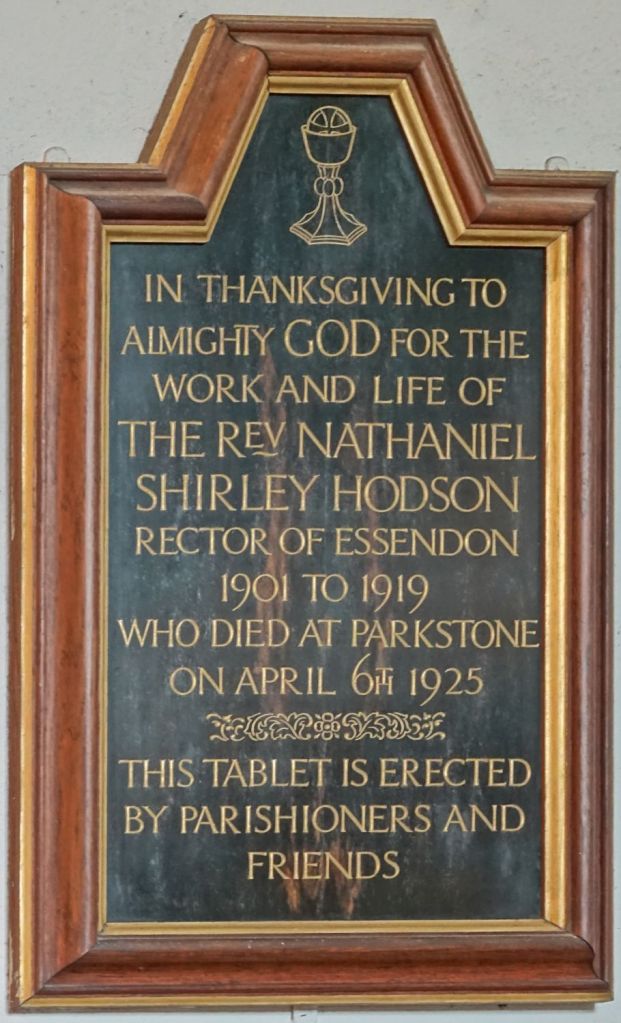 IN THANKSGIVING TO
ALMIGHTY GOD FOR THE
WORK AND LIFE OF
THE REV NATHANIEL
SHIRLEY HODSON
RECTOR OF ESSENDON
1901 TO 1919
WHO DIED AT PARKSTONE
ON APRIL 6TH 1925
THIS TABLET IS ERECTED
BY PARISHIONERS AND
FRIENDS